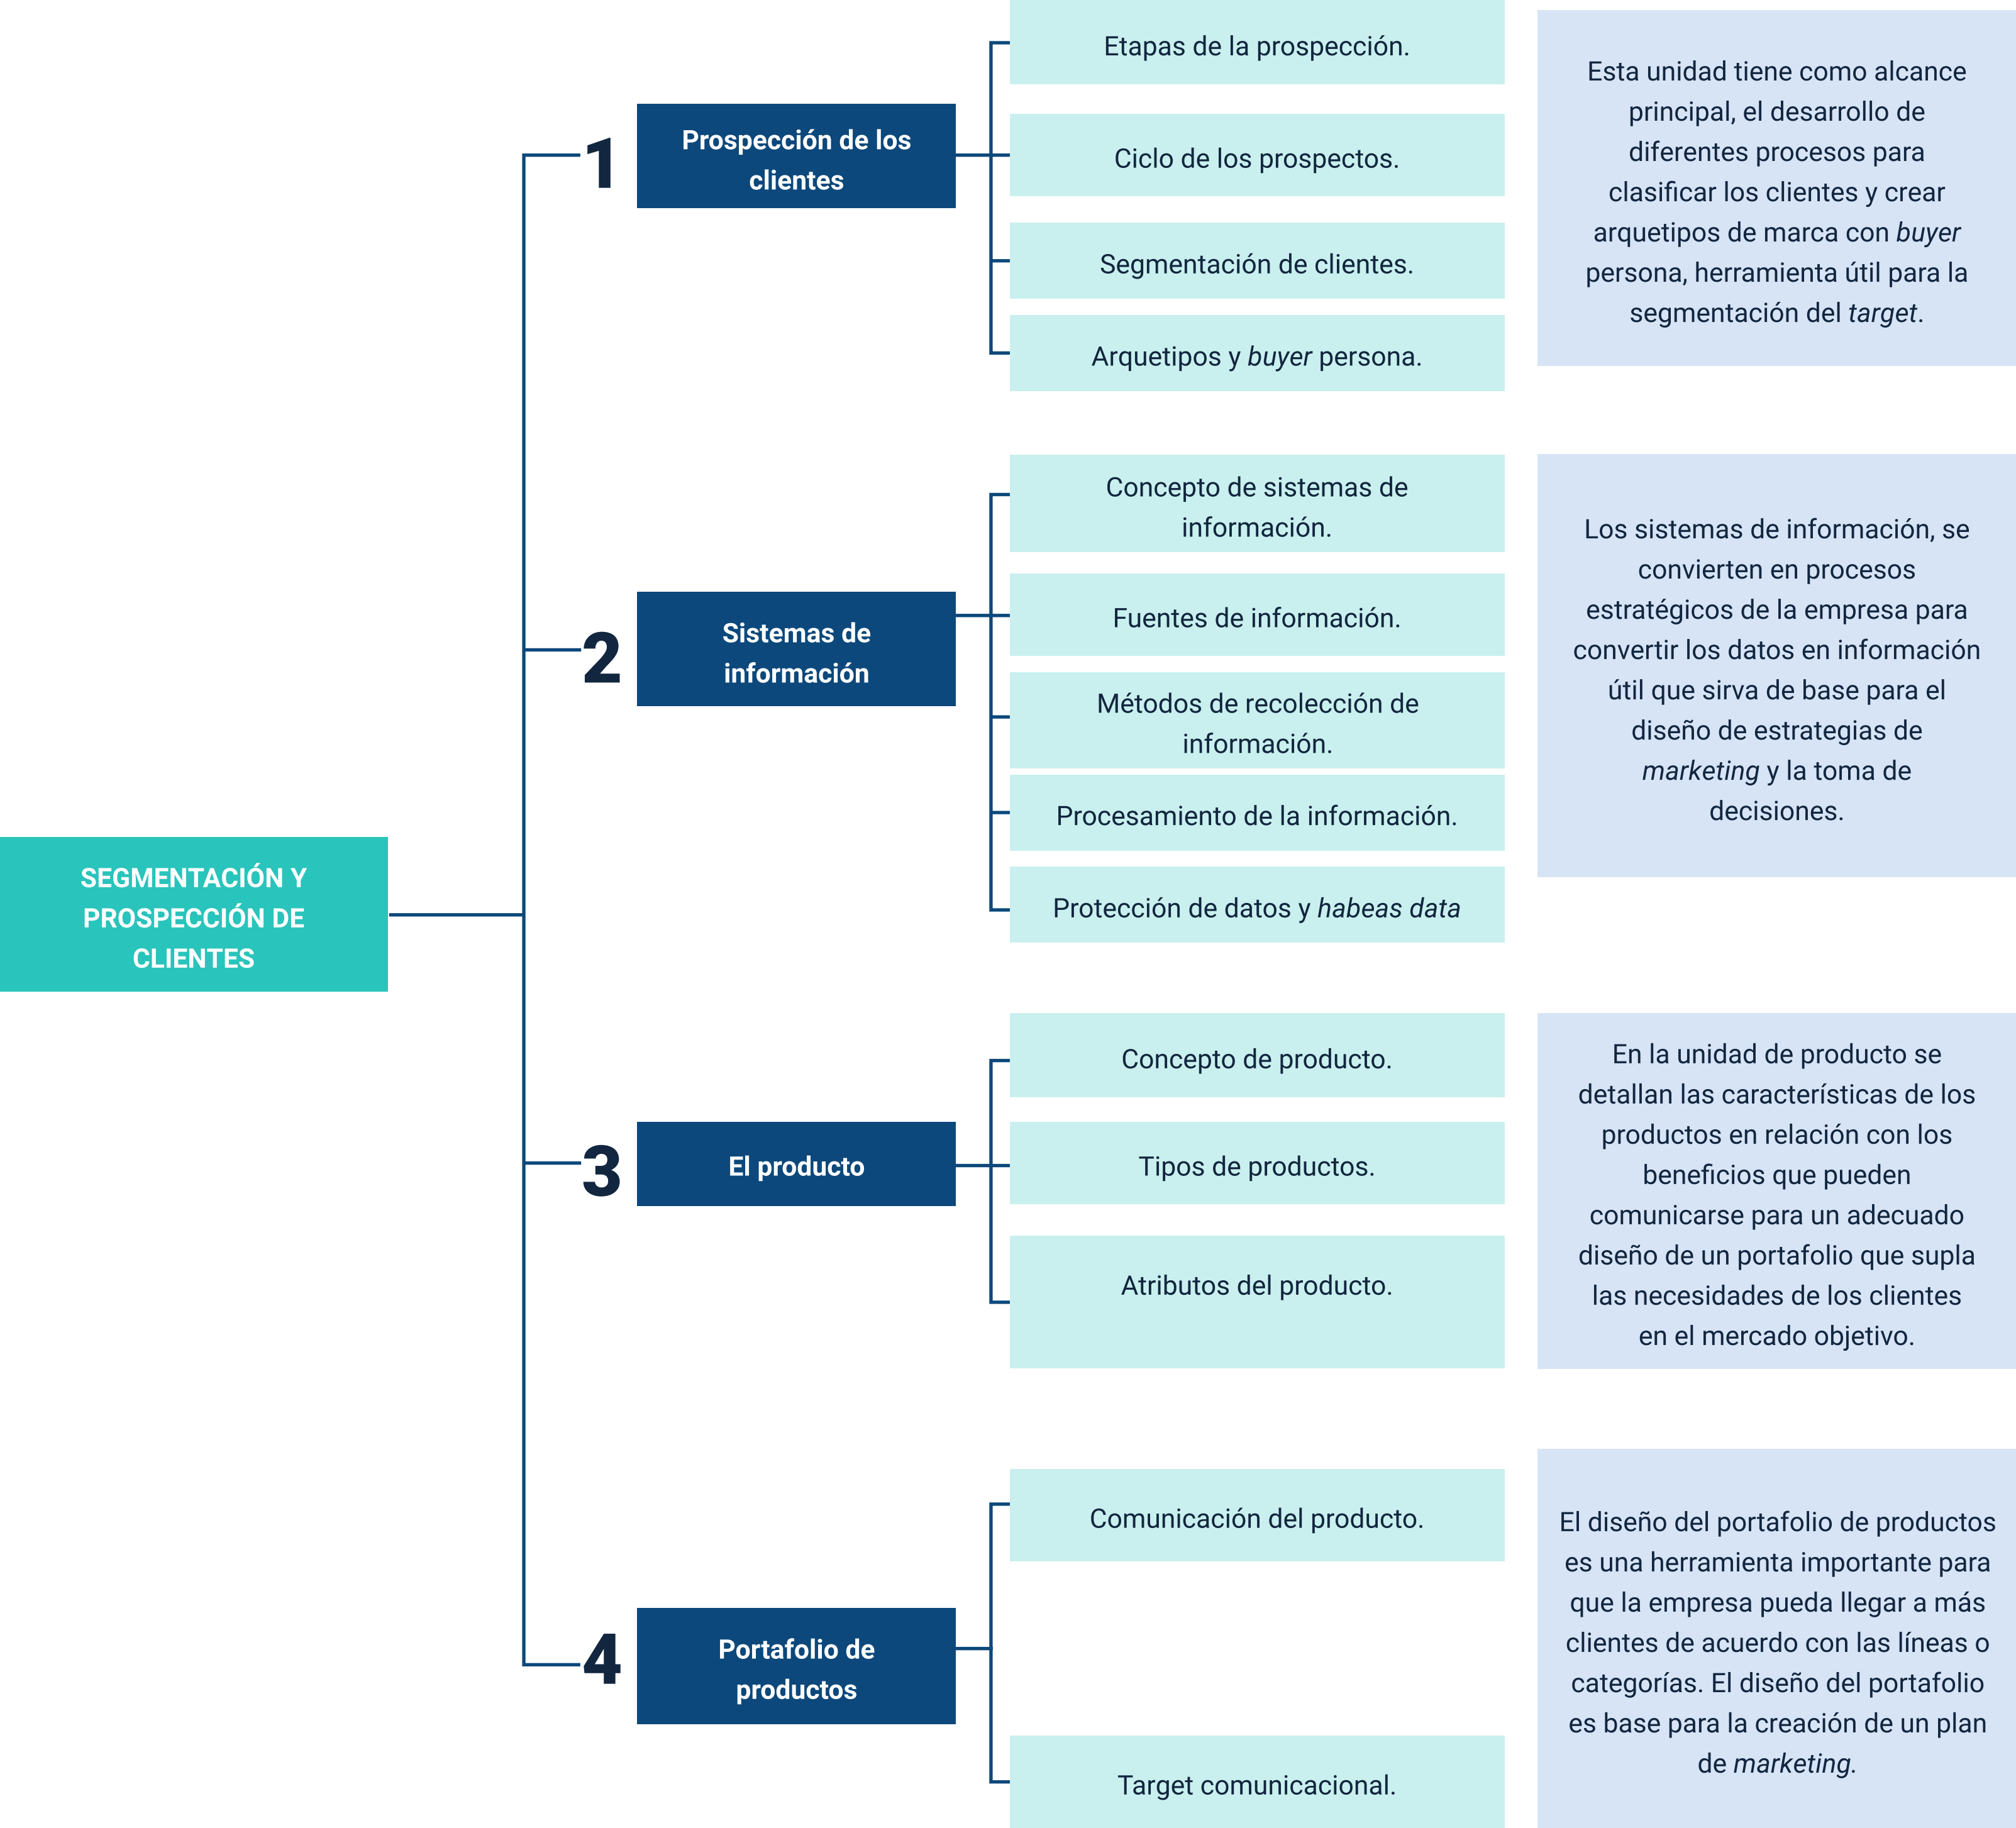 SEGMENTACIÓN Y
PROSPECCIÓN DE
CLIENTES
1
Prospección de los
clientes
Etapas de la prospección.
Ciclo de los prospectos.
Segmentación de clientes.
Arquetipos y buyer persona.
Esta unidad tiene como alcance
principal, el desarrollo de
diferentes procesos para
clasificar los clientes y crear
arquetipos de marca con buyer
persona, herramienta útil para la
segmentación del target.
2
Sistemas de
información
Concepto de sistemas de
información.
Fuentes de información.
Métodos de recolección de
información.
Procesamiento de la información.
Protección de datos y habeas data
Los sistemas de información, se
convierten en procesos
estratégicos de la empresa para
convertir los datos en información
útil que sirva de base para el
diseño de estrategias de
marketing y la toma de
decisiones.
3
El producto
Concepto de producto.
Tipos de productos.
Atributos del producto.
En la unidad de producto se
detallan las características de los
productos en relación con los
beneficios que pueden
comunicarse para un adecuado
diseño de un portafolio que supla
las necesidades de los clientes
en el mercado objetivo.
4
Portafolio de
productos
Comunicación del producto.
Target comunicacional.
El diseño del portafolio de productos
es una herramienta importante para
que la empresa pueda llegar a más
clientes de acuerdo con las líneas o
categorías. El diseño del portafolio
es base para la creación de un plan
de marketing.